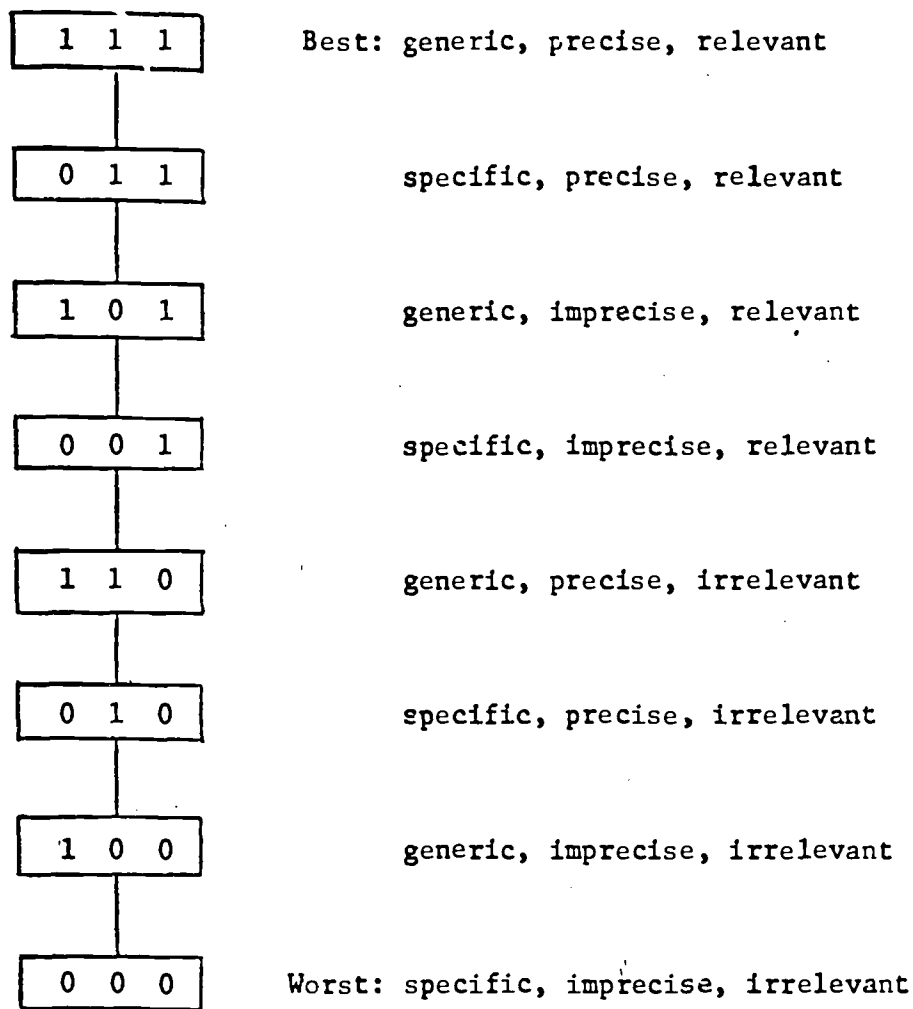 1 1 1 Best: generic, precise, relevant
0 1 1 specific, precise, relevant
1 0 1 generic, imprecise, relevant
0 0 1 specific, imprecise, relevant
1 1 0 generic, precise, irrelevant
0 1 0 specific, precise, irrelevant
1 0 0 generic, imprecise, irrelevant
0 0 0 Worst: specific, imprecise, irrelevant